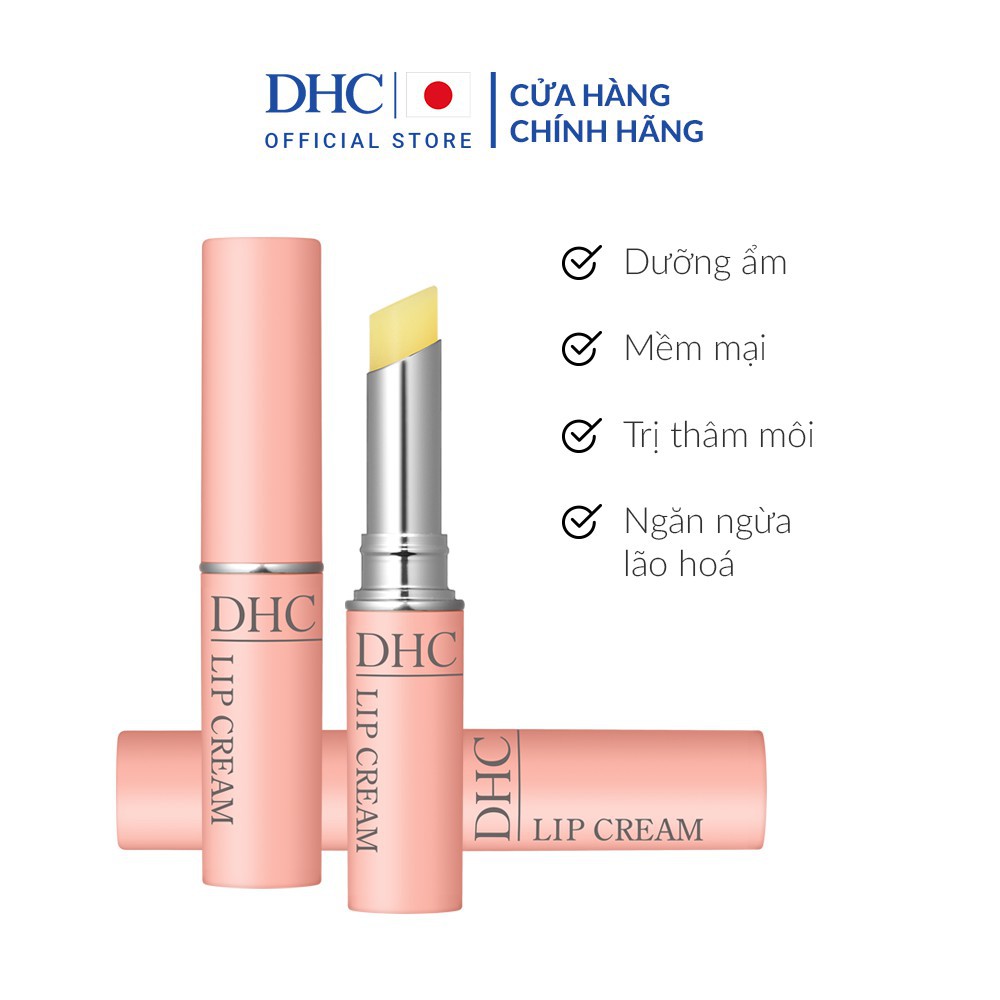 DHC
OFFICIAL STORE
CỬA HÀNG
CHÍNH HÃNG
Dưỡng ẩm
Mềm mại
Trị thâm môi
Ngăn ngừa
lão hoá
DHC
LIP CREAM
DHC
LIP CREAM
DHC
LIP CREAM